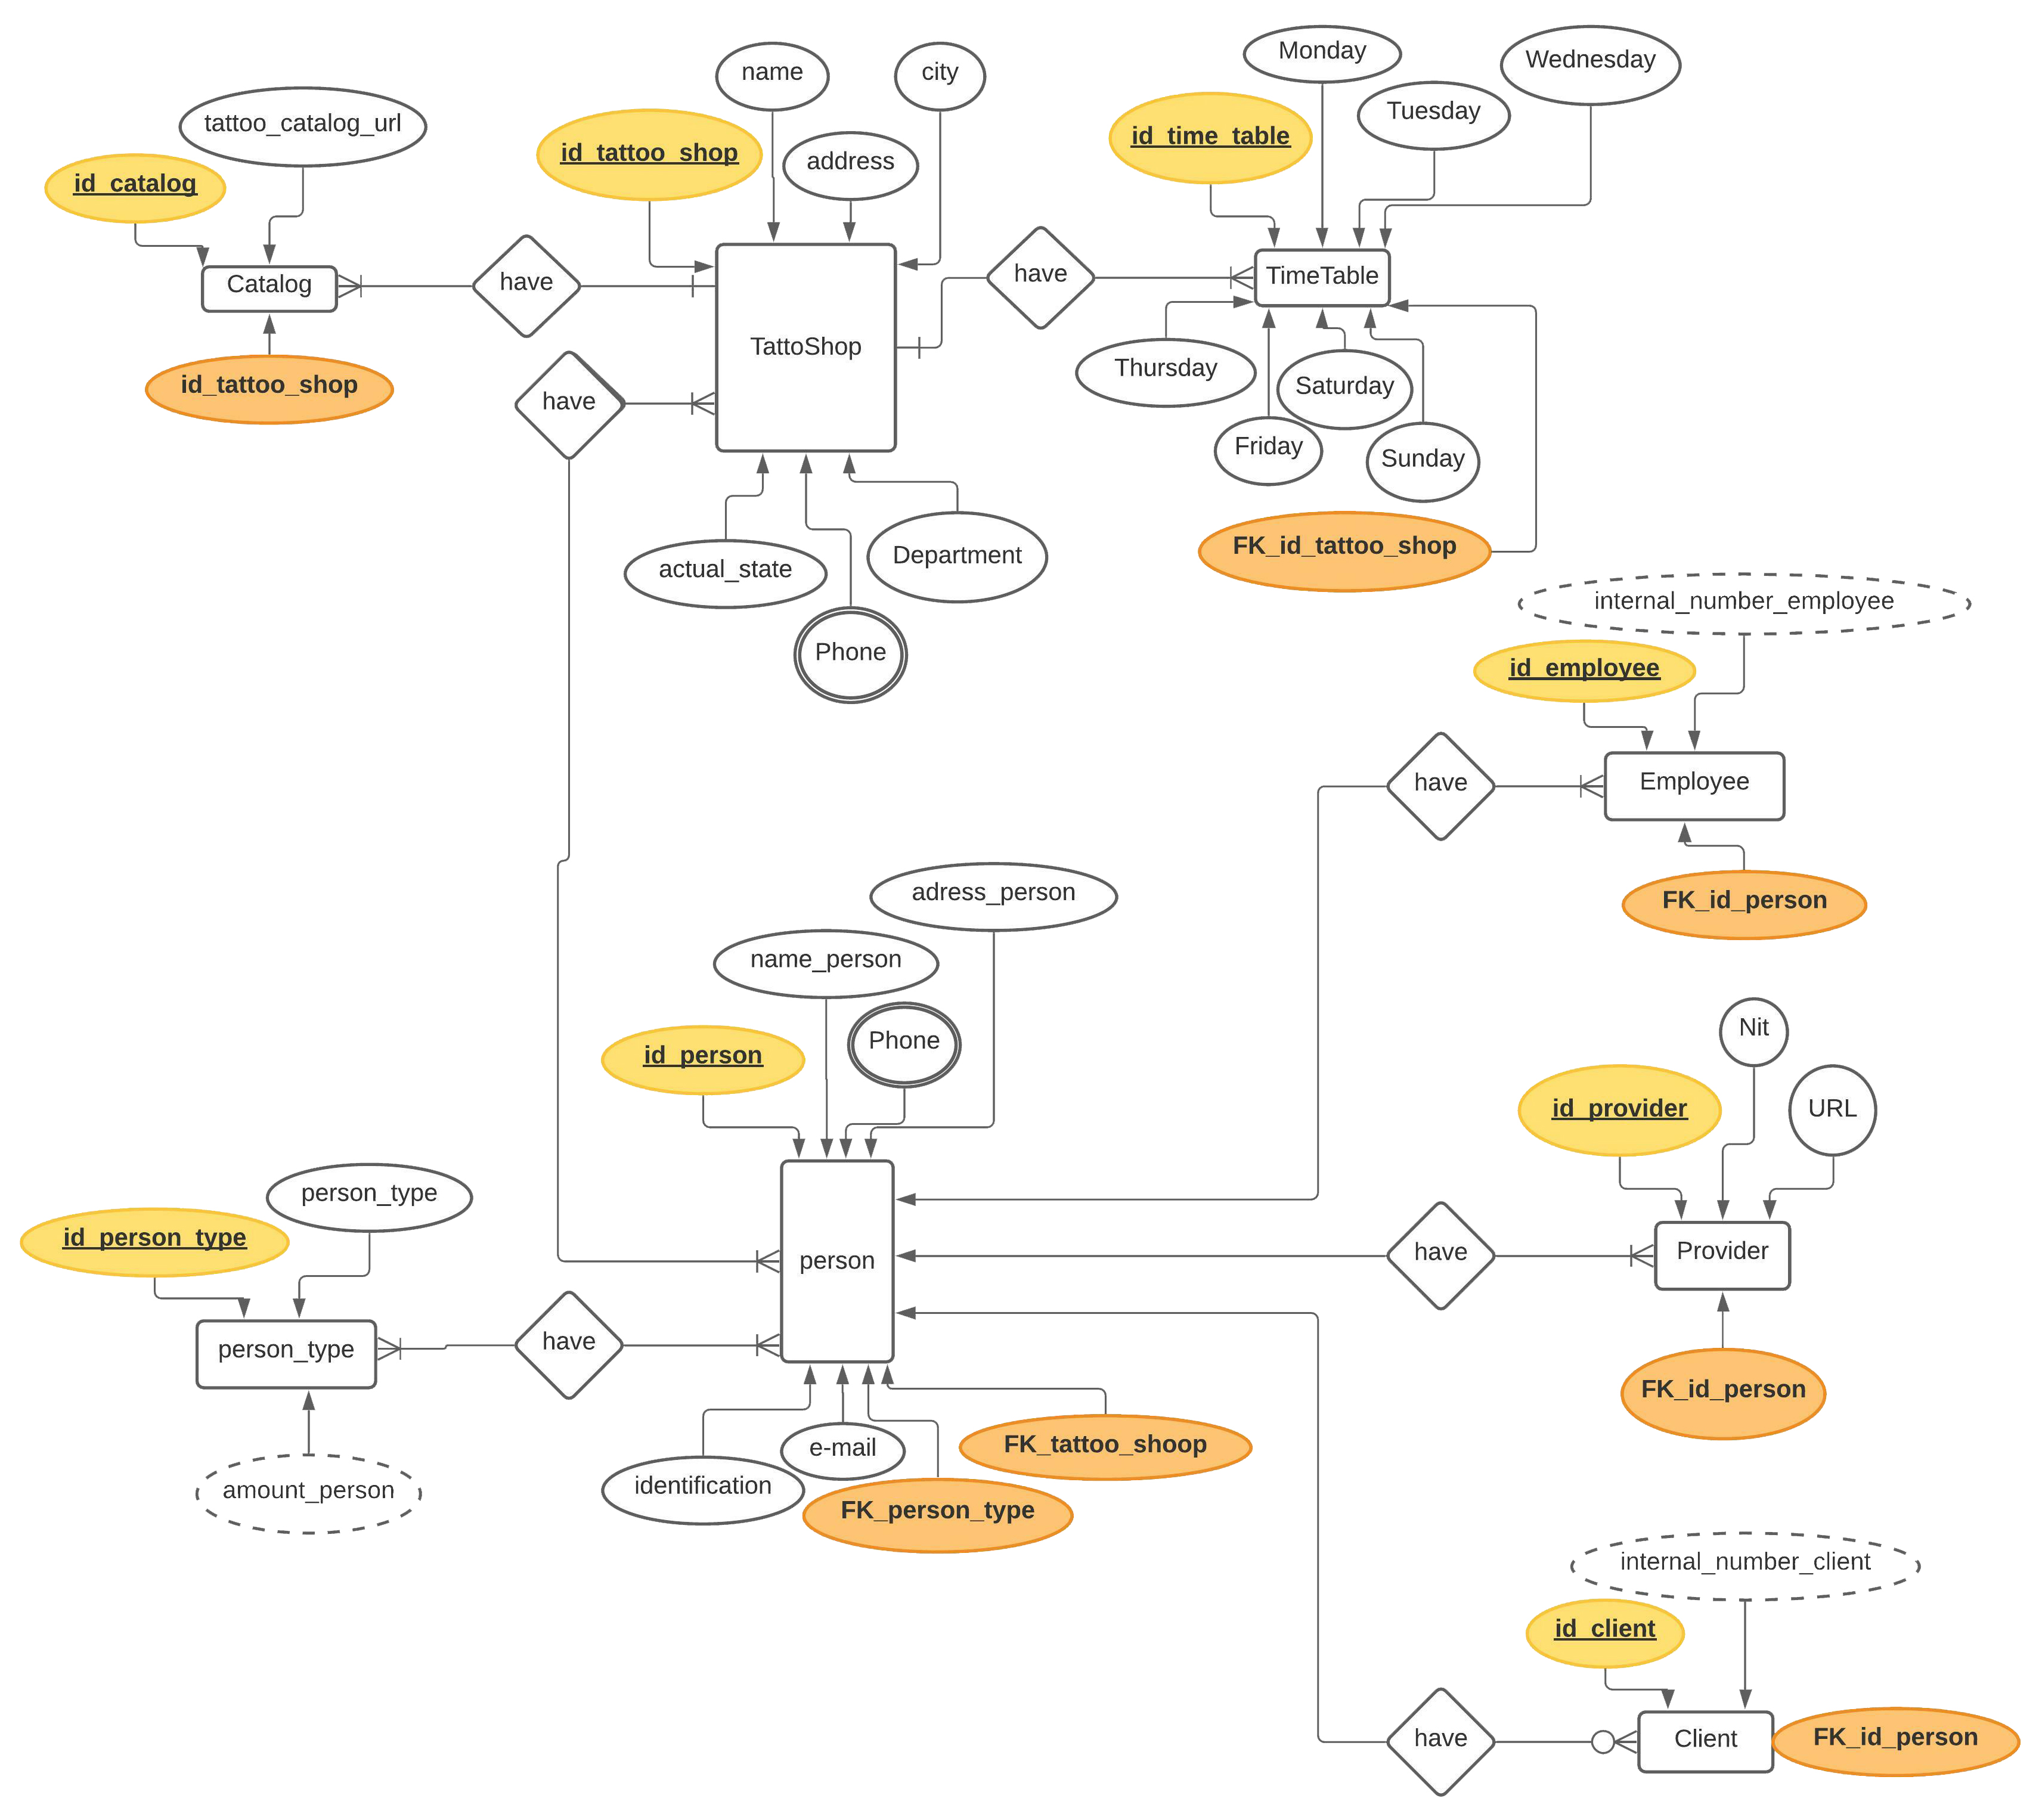 Monday
Wednesday
name
city
Tuesday
tattoo_catalog_url
id_time_table
id_tattoo_shop
address
id_catalog
have
TimeTable
have
Catalog
TattoShop
Thursday
id_tattoo_shop
Saturday
have
Friday
Sunday
FK_id_tattoo_shop
Department
actual_state
internal_number_employee
Phone
id_employee
have
Employee
adress_person
FK_id_person
name_person
Nit
Phone
id_person
id_provider
URL
person_type
id_person_type
have
Provider
person
have
person_type
FK_id_person
FK_tattoo_shoop
e-mail
identification
amount_person
FK_person_type
internal_number_client
id_client
have
Client
FK_id_person